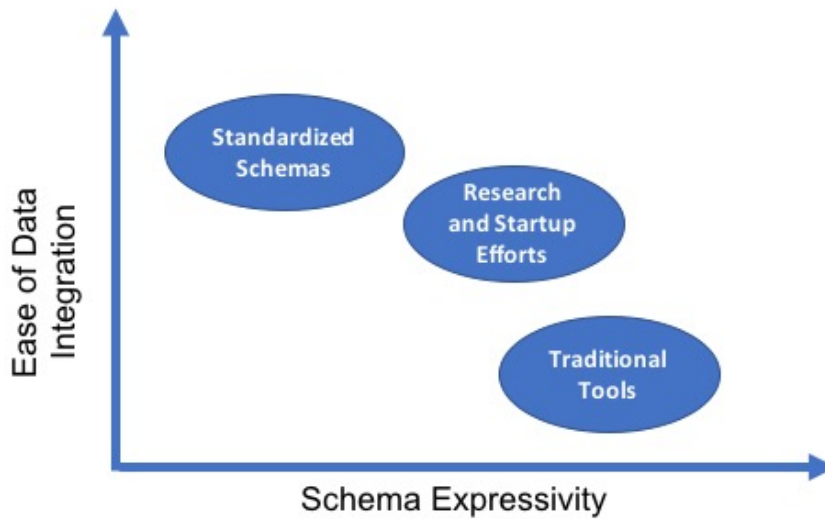 Standardized
Schemas
Research
and Startup
Efforts
Traditional
Tools
Ease of Data
Integration
Schema Expressivity